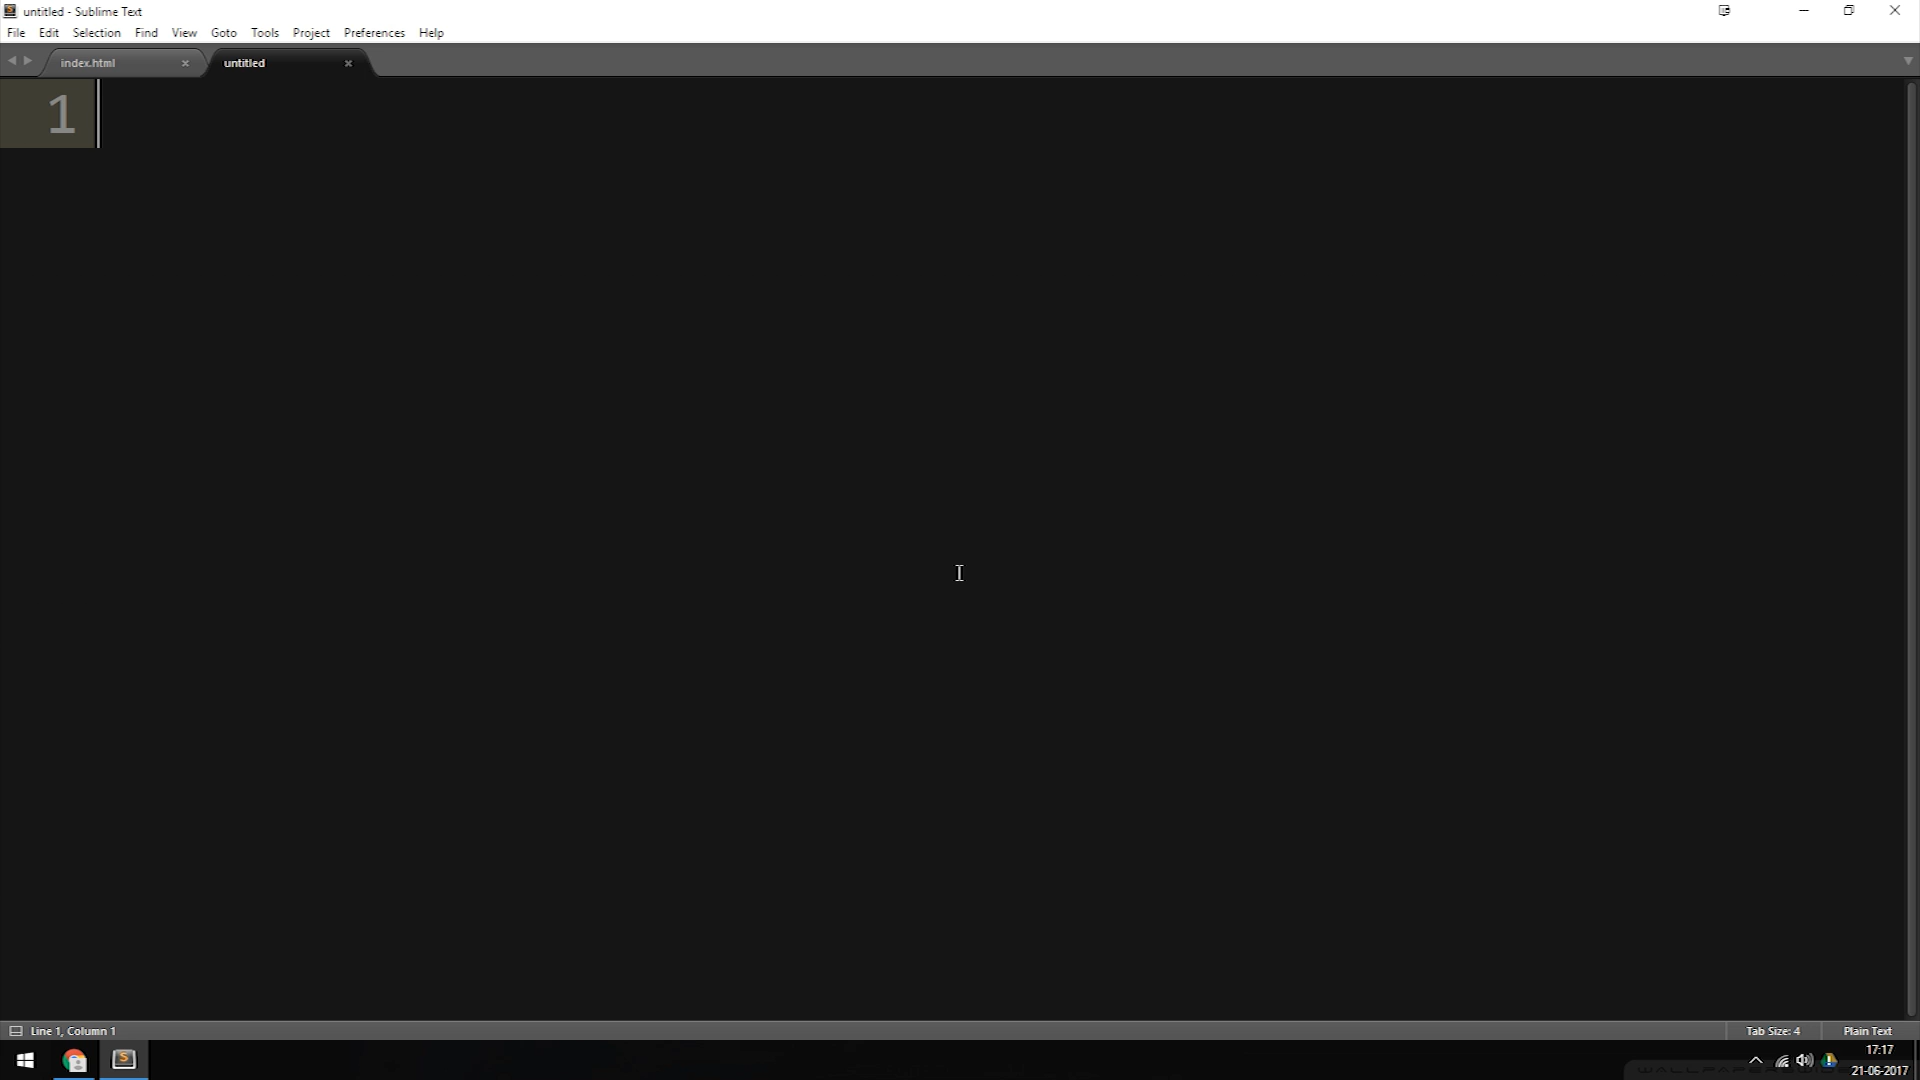 untitled - Sublime Text
File Edit Selection Find View Goto Tools Project Preferences Help
index.html untitled
1
Line 1, Column 1 Tab Size: 4 Plain Text
17:17
21-06-2017